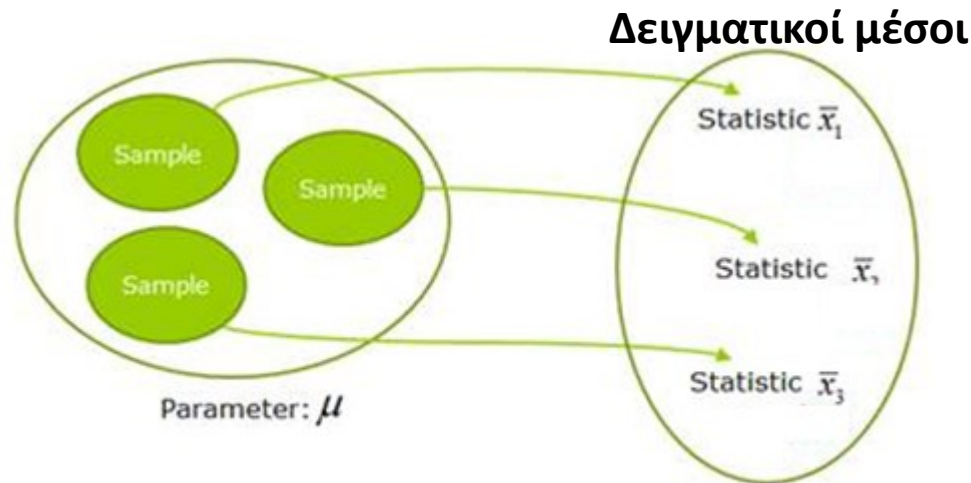 Δειγματικοί μέσοι
Statistic x̄₁
Sample
Sample
Statistic x̄₂
Sample
Statistic x̄₃
Parameter: μ